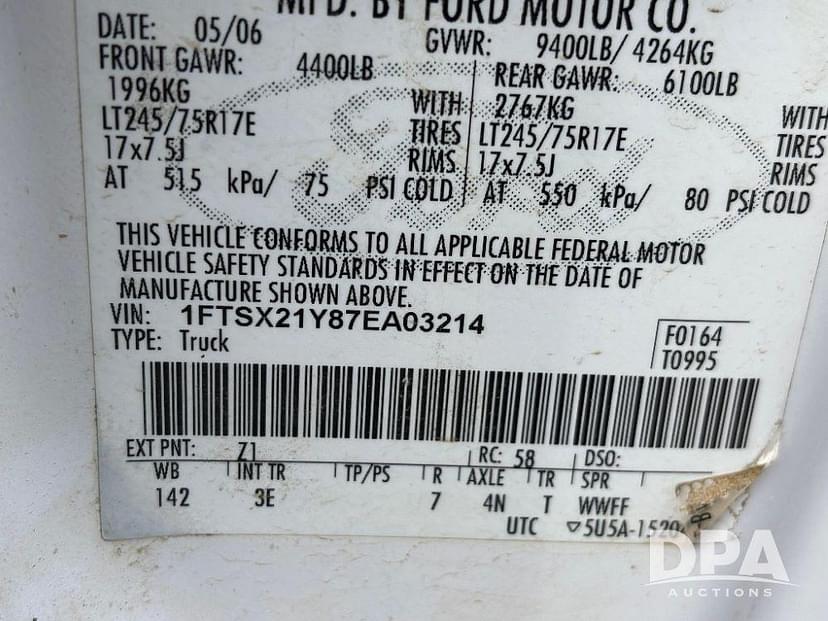 MFD. BY FORD MOTOR CO.
DATE: 05/06 GVWR: 9400LB/ 4264KG
FRONT GAWR: 4400LB REAR GAWR: 6100LB
1996KG WITH 2767KG WITH
LT245/75R17E TIRES LT245/75R17E TIRES
17x7.5J RIMS 17x7.5J RIMS
AT 515 kPa/ 75 PSI COLD AT 550 kPa/ 80 PSI COLD
THIS VEHICLE CONFORMS TO ALL APPLICABLE FEDERAL MOTOR
VEHICLE SAFETY STANDARDS IN EFFECT ON THE DATE OF
MANUFACTURE SHOWN ABOVE.
VIN: 1FTSX21Y87EA03214
TYPE: Truck F0164
T0995
EXT PNT: Z1 RC: 58 DSO:
WB INT TR TP/PS R AXLE TR SPR
142 3E 7 4N T WWFF
UTC ▽5U5A-1520
DPA
AUCTIONS